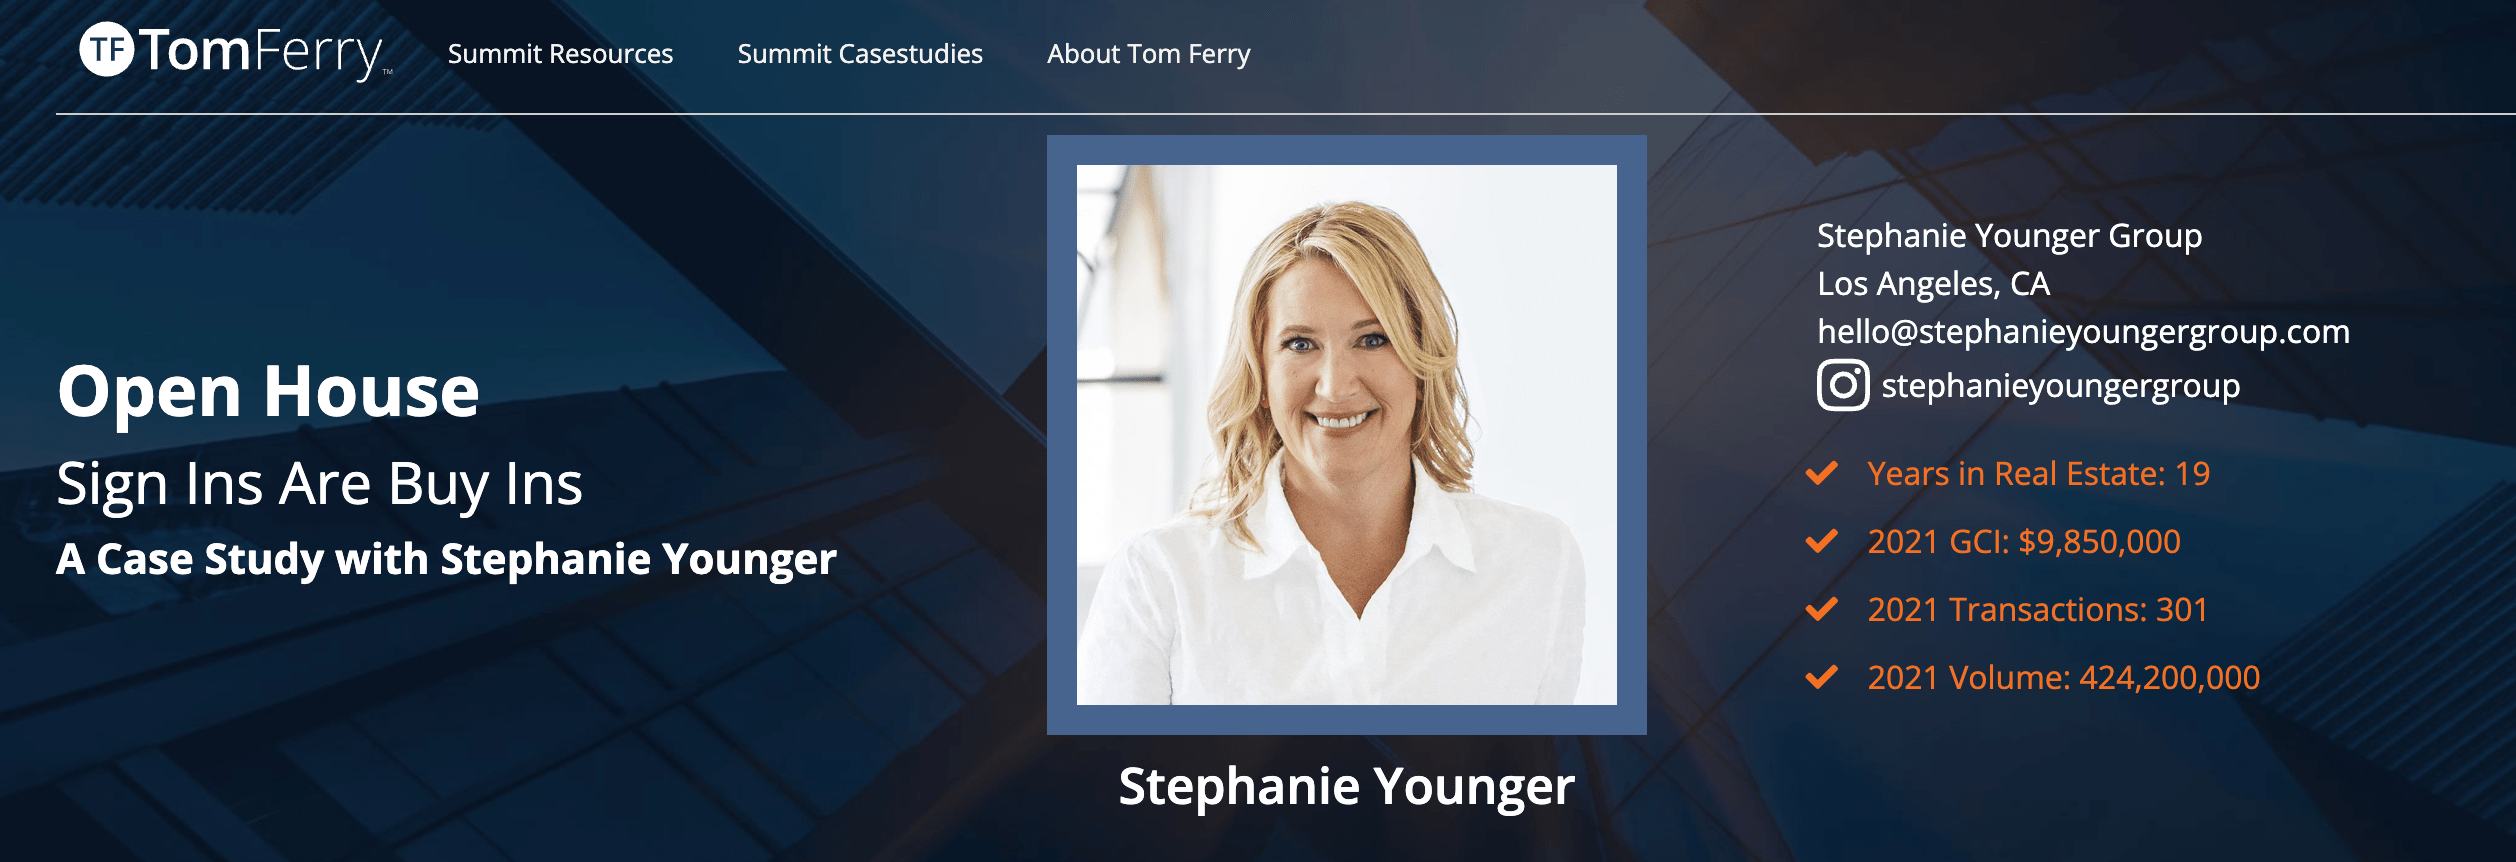 TF TomFerry™
Summit Resources
Summit Casestudies
About Tom Ferry
Open House
Sign Ins Are Buy Ins
A Case Study with Stephanie Younger
Stephanie Younger
Stephanie Younger Group
Los Angeles, CA
hello@stephanieyoungergroup.com
stephanieyoungergroup
Years in Real Estate: 19
2021 GCI: $9,850,000
2021 Transactions: 301
2021 Volume: 424,200,000